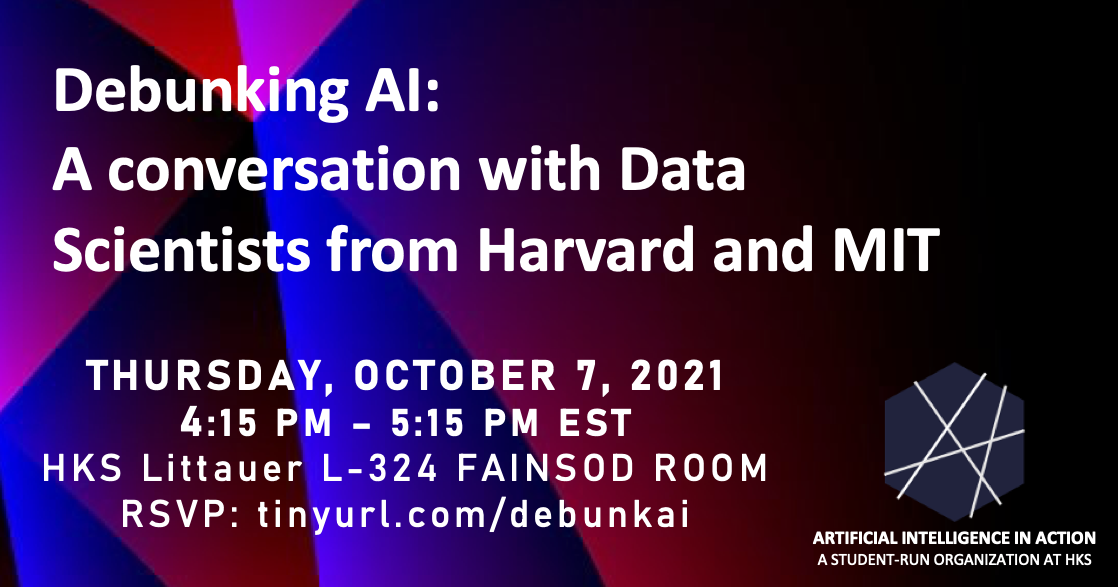 Debunking AI:
A conversation with Data
Scientists from Harvard and MIT
THURSDAY, OCTOBER 7, 2021
4:15 PM – 5:15 PM EST
HKS Littauer L-324 FAINSOD ROOM
RSVP: tinyurl.com/debunkai
ARTIFICIAL INTELLIGENCE IN ACTION
A STUDENT-RUN ORGANIZATION AT HKS